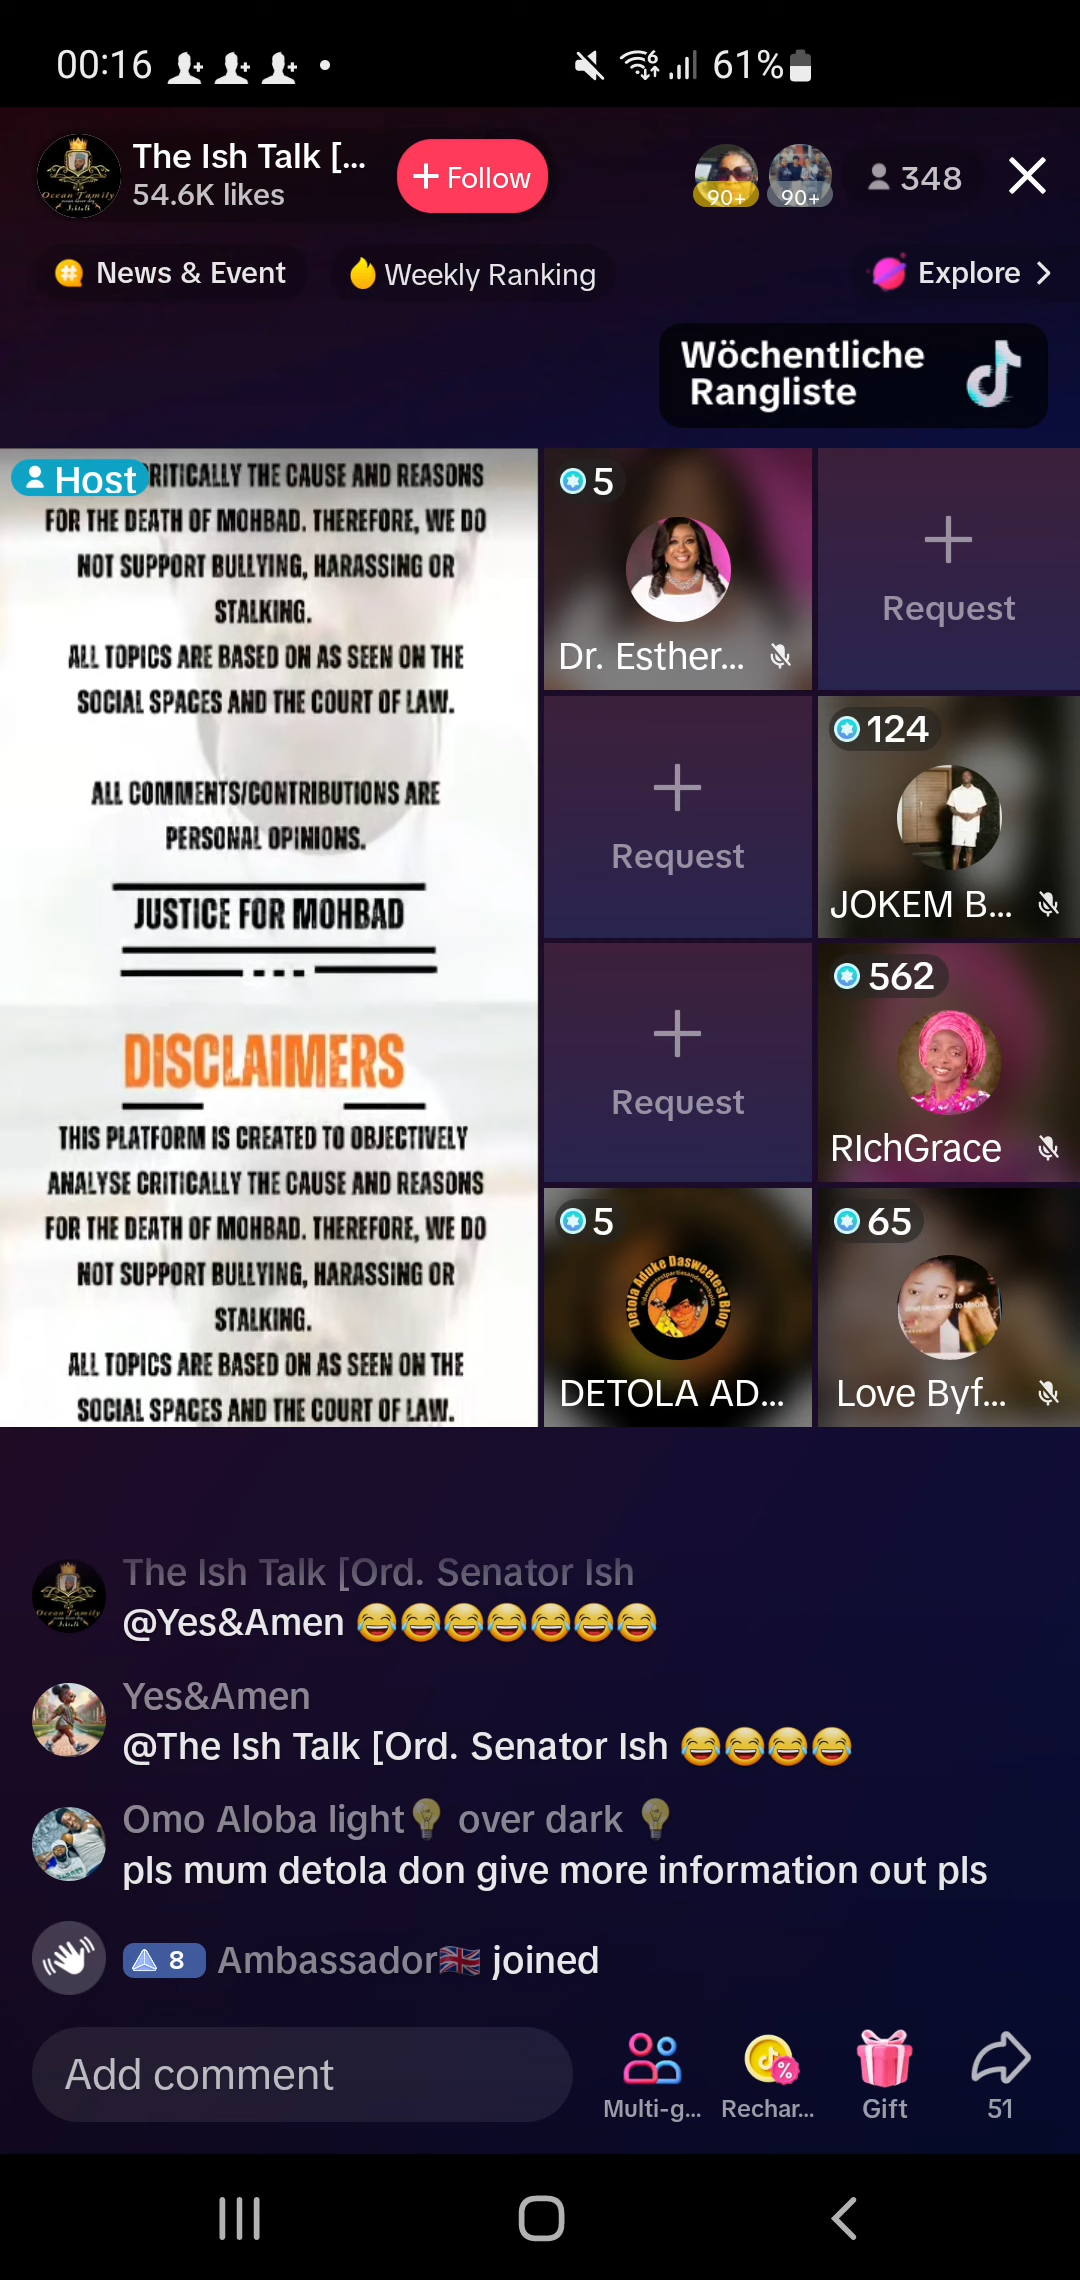 00:16
61%
The Ish Talk [...
54.6K likes
+ Follow
90+
90+
348
News & Event
Weekly Ranking
Explore >
Wöchentliche
Rangliste
Host
RITICALLY THE CAUSE AND REASONS
FOR THE DEATH OF MOHBAD. THEREFORE, WE DO
NOT SUPPORT BULLYING, HARASSING OR
STALKING.
ALL TOPICS ARE BASED ON AS SEEN ON THE
SOCIAL SPACES AND THE COURT OF LAW.
ALL COMMENTS/CONTRIBUTIONS ARE
PERSONAL OPINIONS.
JUSTICE FOR MOHBAD
DISCLAIMERS
THIS PLATFORM IS CREATED TO OBJECTIVELY
ANALYSE CRITICALLY THE CAUSE AND REASONS
FOR THE DEATH OF MOHBAD. THEREFORE, WE DO
NOT SUPPORT BULLYING, HARASSING OR
STALKING.
ALL TOPICS ARE BASED ON AS SEEN ON THE
SOCIAL SPACES AND THE COURT OF LAW.
5
Dr. Esther...
Request
Request
124
JOKEM B...
Request
562
RIchGrace
5
Detola Aduke Dasweetest Blog
DETOLA AD...
65
Love Byf...
The Ish Talk [Ord. Senator Ish
@Yes&Amen 😂😂😂😂😂😂😂
Yes&Amen
@The Ish Talk [Ord. Senator Ish 😂😂😂😂
Omo Aloba light💡 over dark 💡
pls mum detola don give more information out pls
8 Ambassador🇬🇧 joined
Add comment
Multi-g...
Rechar...
Gift
51